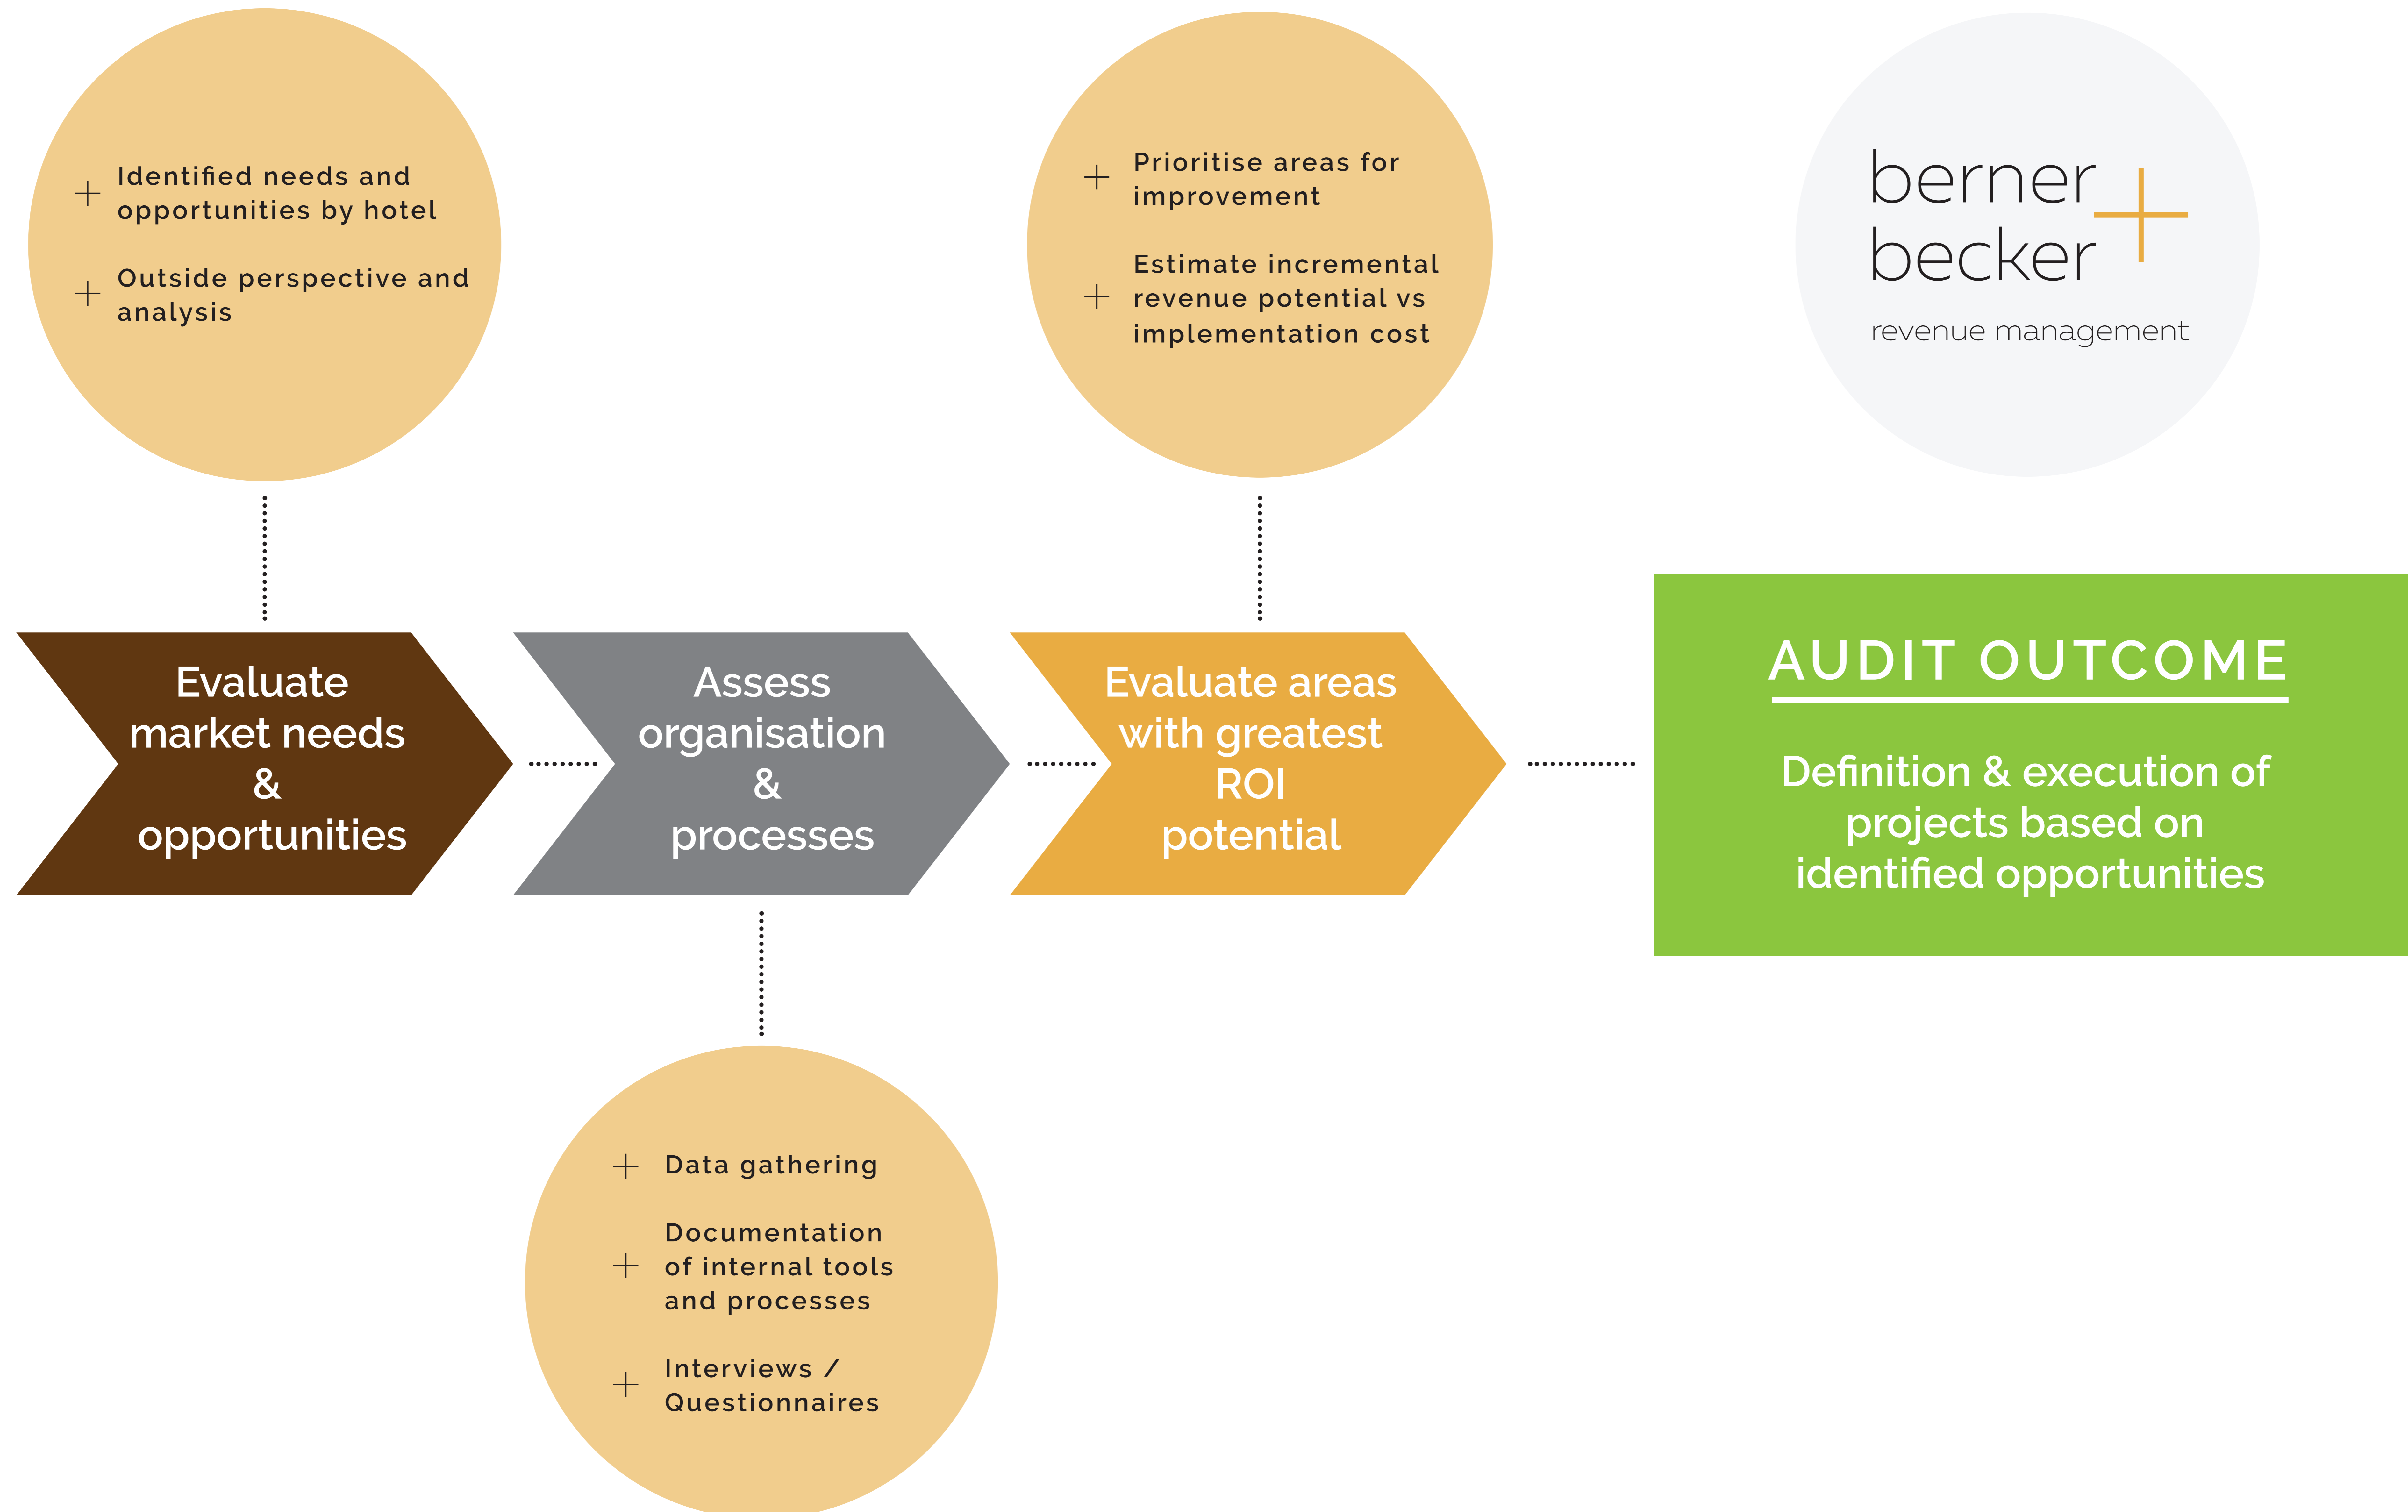 Identified needs and
opportunities by hotel
Outside perspective and
analysis
Prioritise areas for
improvement
Estimate incremental
revenue potential vs
implementation cost
berner
becker
revenue management
Evaluate
market needs
&
opportunities
Assess
organisation
&
processes
Evaluate areas
with greatest
ROI
potential
AUDIT OUTCOME
Definition & execution of
projects based on
identified opportunities
Data gathering
Documentation
of internal tools
and processes
Interviews /
Questionnaires